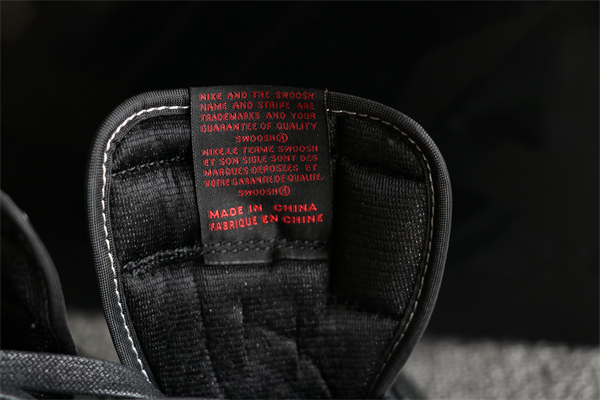 NIKE AND THE SWOOSH
NAME AND STRIPE ARE
TRADEMARKS AND YOUR
GUARANTEE OF QUALITY
SWOOSH®
NIKE,LE TERME SWOOSH
ET SON SIGLE SONT DES
MARQUES DEPOSEES ET
VOTRE GARANTIE DE QUALITE.
SWOOSH®
MADE IN CHINA
FABRIQUE EN CHINE